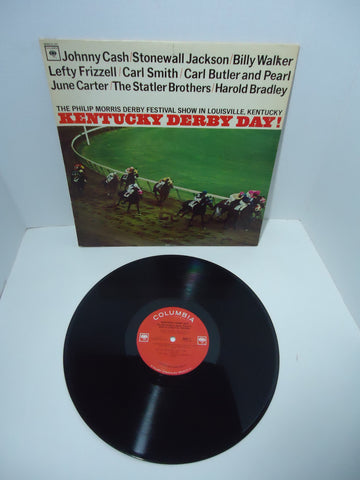 Johnny Cash/Stonewall Jackson/Billy Walker
Lefty Frizzell/Carl Smith/Carl Butler and Pearl
June Carter/The Statler Brothers/Harold Bradley
THE PHILIP MORRIS DERBY FESTIVAL SHOW IN LOUISVILLE, KENTUCKY
KENTUCKY DERBY DAY!
COLUMBIA